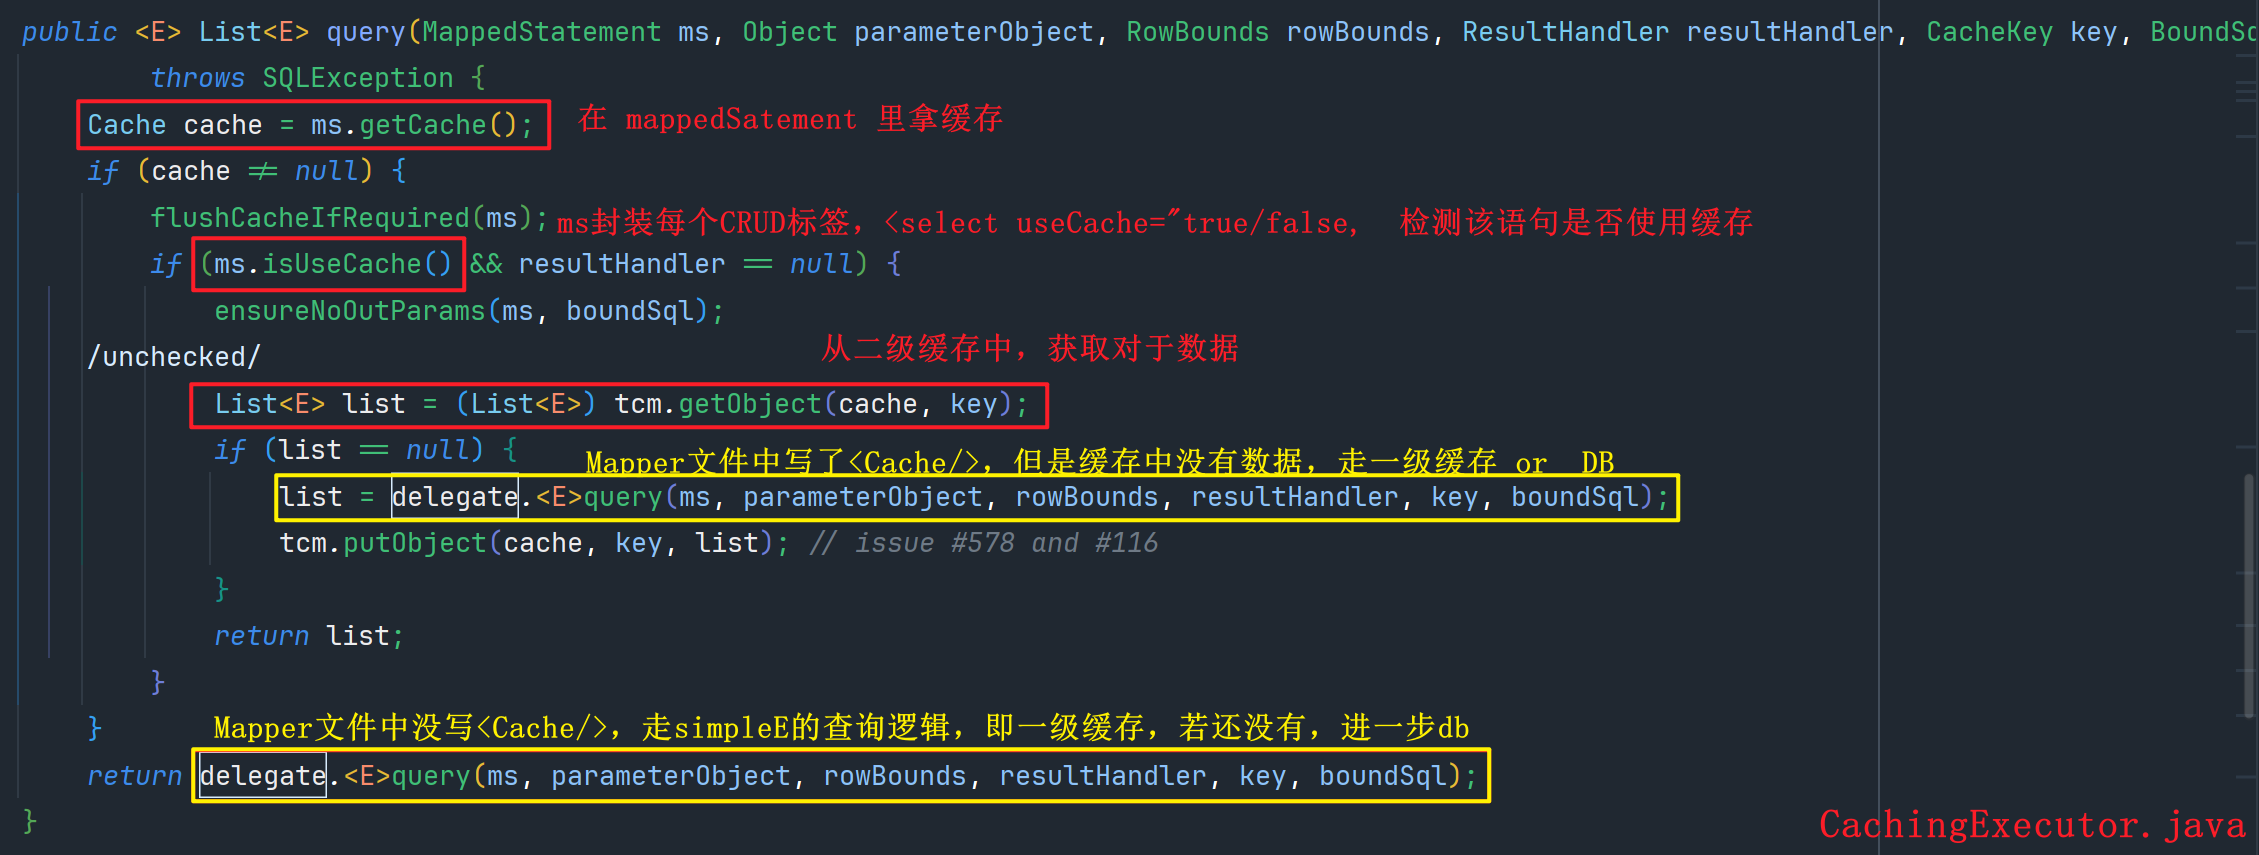 public <E> List<E> query(MappedStatement ms, Object parameterObject, RowBounds rowBounds, ResultHandler resultHandler, CacheKey key, BoundSc
throws SQLException {
Cache cache = ms.getCache(); 在 mappedSatement 里拿缓存
if (cache ≠ null) {
flushCacheIfRequired(ms); ms封装每个CRUD标签，<select useCache="true/false, 检测该语句是否使用缓存
if (ms.isUseCache() && resultHandler == null) {
ensureNoOutParams(ms, boundSql);
/unchecked/ 从二级缓存中，获取对于数据
List<E> list = (List<E>) tcm.getObject(cache, key);
if (list == null) { Mapper文件中写了<Cache/>，但是缓存中没有数据，走一级缓存 or DB
list = delegate.<E>query(ms, parameterObject, rowBounds, resultHandler, key, boundSql);
tcm.putObject(cache, key, list); // issue #578 and #116
}
return list;
}
} Mapper文件中没写<Cache/>，走simpleE的查询逻辑，即一级缓存，若还没有，进一步db
return delegate.<E>query(ms, parameterObject, rowBounds, resultHandler, key, boundSql);
}
CachingExecutor.java